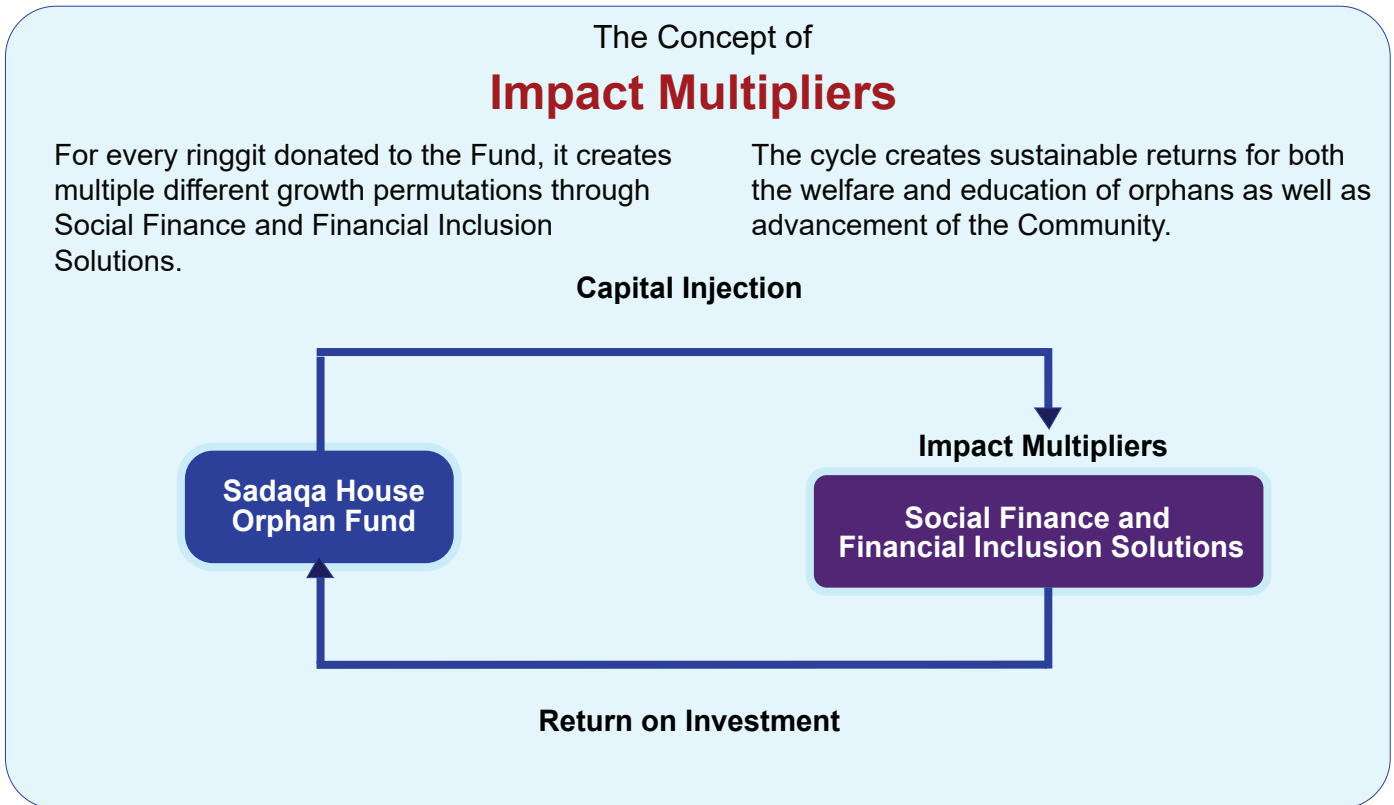 The Concept of
Impact Multipliers
For every ringgit donated to the Fund, it creates
multiple different growth permutations through
Social Finance and Financial Inclusion
Solutions.
The cycle creates sustainable returns for both
the welfare and education of orphans as well as
advancement of the Community.
Capital Injection
Sadaqa House
Orphan Fund
Impact Multipliers
Social Finance and
Financial Inclusion Solutions
Return on Investment